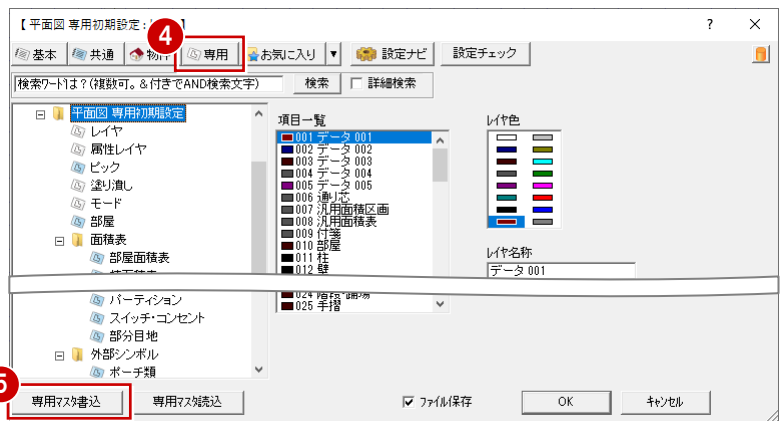 【 平面図 専用初期設定 :
】
?
4
基本
共通
物件
専用
お気に入り
設定ナビ
設定チェック
検索ワードは？(複数可。＆付きでAND検索文字)
検索
詳細検索
平面図 専用初期設定
レイヤ
属性レイヤ
ピック
塗り潰し
モード
部屋
面積表
部屋面積表
パーティション
スイッチ・コンセント
部分目地
外部シンボル
ポーチ類
項目一覧
001 データ 001
002 データ 002
003 データ 003
004 データ 004
005 データ 005
006 通り芯
007 汎用面積区画
008 汎用面積表
009 付箋
010 部屋
011 柱
012 壁
024 階段・踊場
025 手摺
レイヤ色
レイヤ名称
データ 001
5
専用マスタ書込
専用マスタ読込
ファイル保存
OK
キャンセル